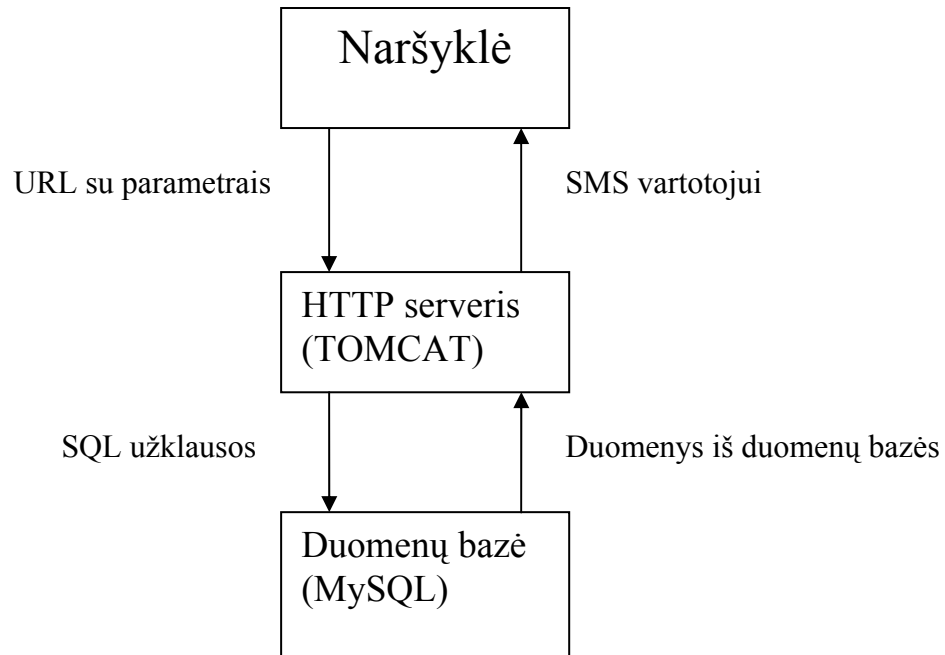 Naršyklė
URL su parametrais
SMS vartotojui
HTTP serveris
(TOMCAT)
SQL užklausos
Duomenys iš duomenų bazės
Duomenų bazė
(MySQL)